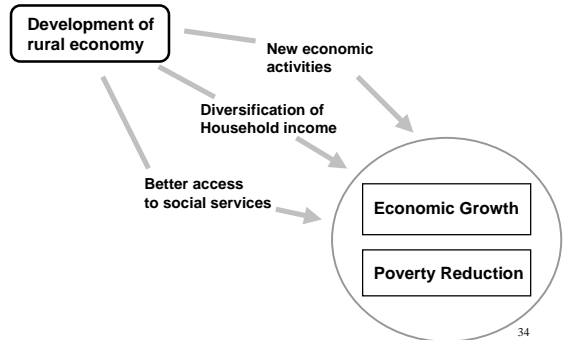 Development of
rural economy
New economic
activities
Diversification of
Household income
Better access
to social services
Economic Growth
Poverty Reduction
34